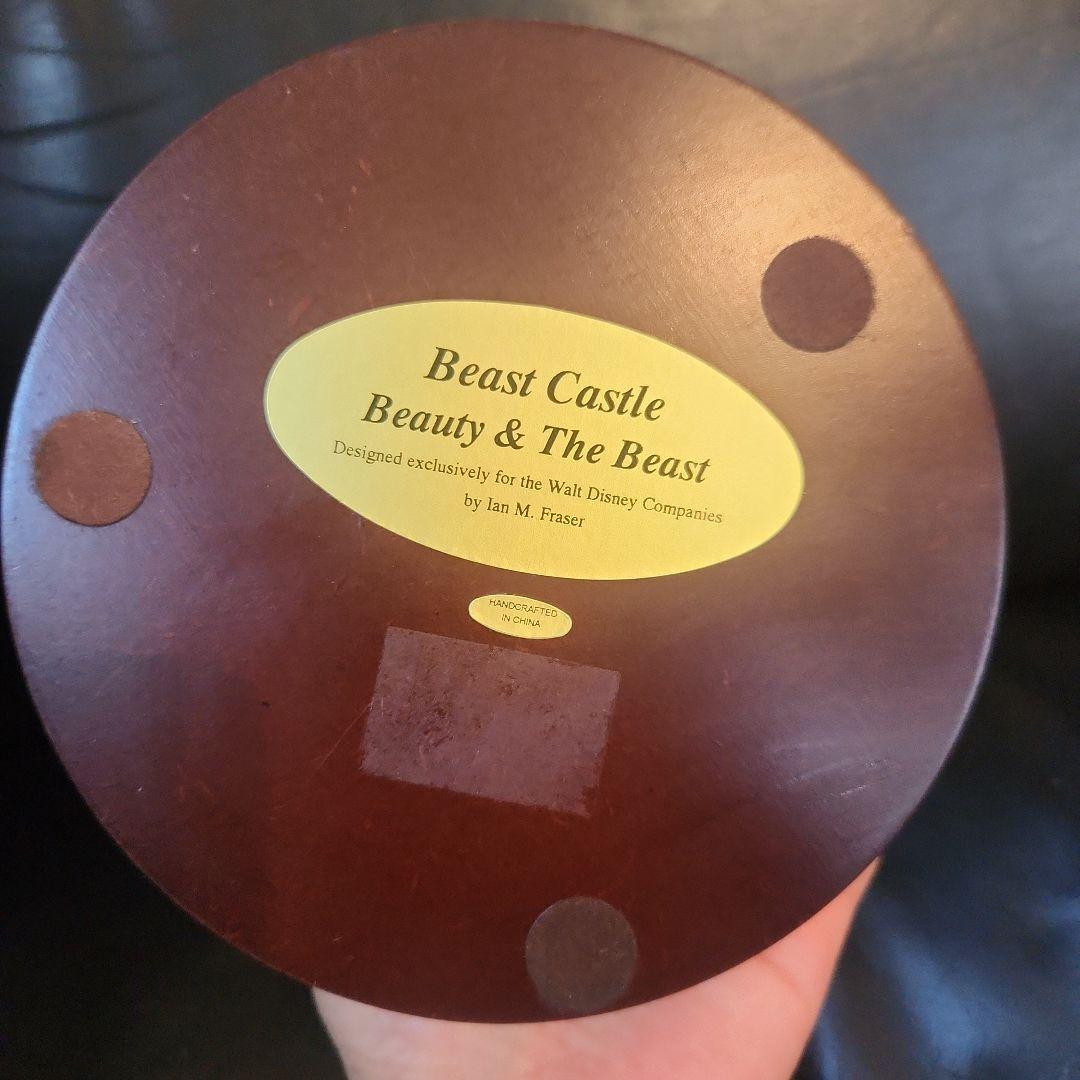 Beast Castle
Beauty & The Beast
Designed exclusively for the Walt Disney Companies
by Ian M. Fraser
HANDCRAFTED
IN CHINA